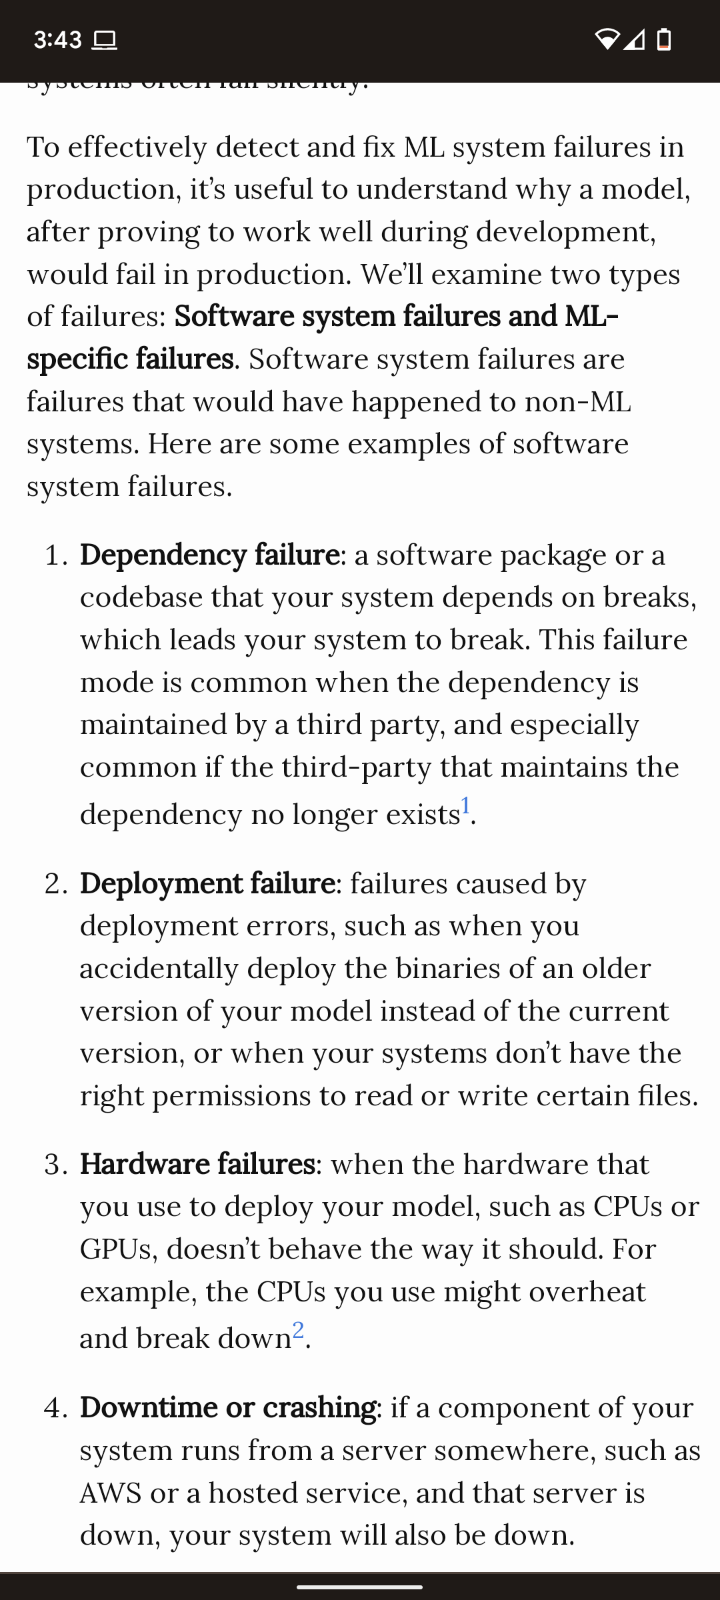 3:43
systems often fail silently.
To effectively detect and fix ML system failures in
production, it’s useful to understand why a model,
after proving to work well during development,
would fail in production. We’ll examine two types
of failures: Software system failures and ML-
specific failures. Software system failures are
failures that would have happened to non-ML
systems. Here are some examples of software
system failures.
1. Dependency failure: a software package or a
codebase that your system depends on breaks,
which leads your system to break. This failure
mode is common when the dependency is
maintained by a third party, and especially
common if the third-party that maintains the
dependency no longer exists1.
2. Deployment failure: failures caused by
deployment errors, such as when you
accidentally deploy the binaries of an older
version of your model instead of the current
version, or when your systems don’t have the
right permissions to read or write certain files.
3. Hardware failures: when the hardware that
you use to deploy your model, such as CPUs or
GPUs, doesn’t behave the way it should. For
example, the CPUs you use might overheat
and break down2.
4. Downtime or crashing: if a component of your
system runs from a server somewhere, such as
AWS or a hosted service, and that server is
down, your system will also be down.